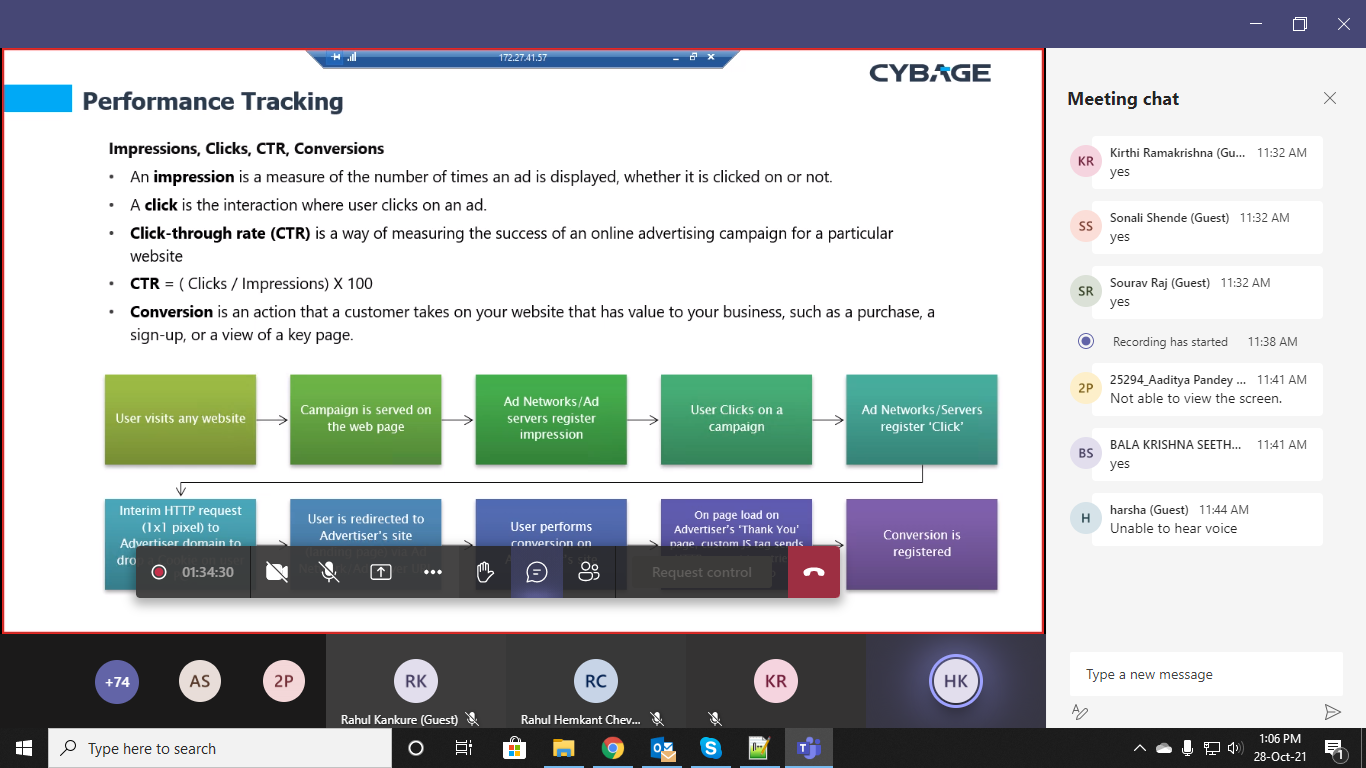 172.27.41.57
CYBAGE
Performance Tracking
Impressions, Clicks, CTR, Conversions
• An impression is a measure of the number of times an ad is displayed, whether it is clicked on or not.
• A click is the interaction where user clicks on an ad.
• Click-through rate (CTR) is a way of measuring the success of an online advertising campaign for a particular
website
• CTR = ( Clicks / Impressions) X 100
• Conversion is an action that a customer takes on your website that has value to your business, such as a purchase, a
sign-up, or a view of a key page.
User visits any website
Campaign is served on
the web page
Ad Networks/Ad
servers register
impression
User Clicks on a
campaign
Ad Networks/Servers
register 'Click'
Interim HTTP request
(1x1 pixel) to
Advertiser domain to
User is redirected to
Advertiser's site
User performs
conversion on
On page load on
Advertiser's 'Thank You'
page, custom JS tag sends
Conversion is
registered
01:34:30
Request control
+74
AS
2P
RK
Rahul Kankure (Guest)
RC
Rahul Hemkant Chev...
KR
HK
Meeting chat
KR
Kirthi Ramakrishna (Gu... 11:32 AM
yes
SS
Sonali Shende (Guest) 11:32 AM
yes
SR
Sourav Raj (Guest) 11:32 AM
yes
Recording has started 11:38 AM
2P
25294_Aaditya Pandey ... 11:41 AM
Not able to view the screen.
BS
BALA KRISHNA SEETH... 11:41 AM
yes
H
harsha (Guest) 11:44 AM
Unable to hear voice
Type a new message
Type here to search
1:06 PM
28-Oct-21
1